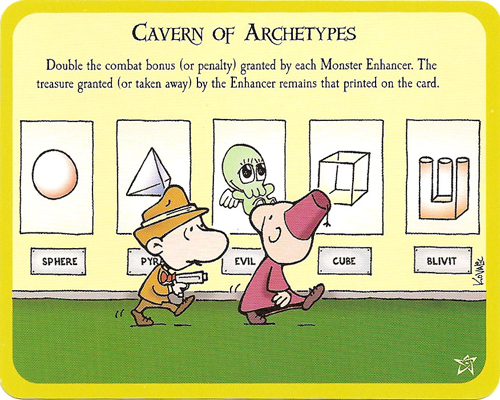 CAVERN OF ARCHETYPES
Double the combat bonus (or penalty) granted by each Monster Enhancer. The
treasure granted (or taken away) by the Enhancer remains that printed on the card.
SPHERE PYR EVIL CUBE BLIVIT
KOVALIC